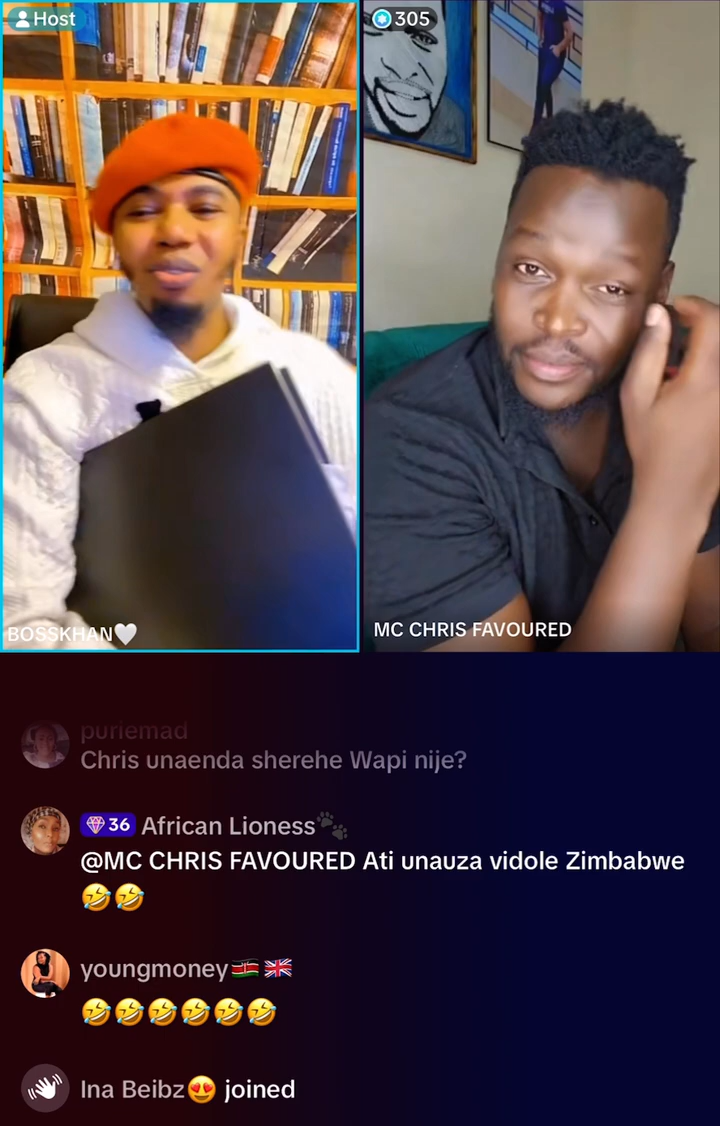 Host
305
BOSSKHAN🤍
MC CHRIS FAVOURED
puriemad
Chris unaenda sherehe Wapi nije?
36 African Lioness🐾
@MC CHRIS FAVOURED Ati unauza vidole Zimbabwe
🤣🤣
youngmoney🇰🇪🇬🇧
🤣🤣🤣🤣🤣🤣
Ina Beibz😍 joined